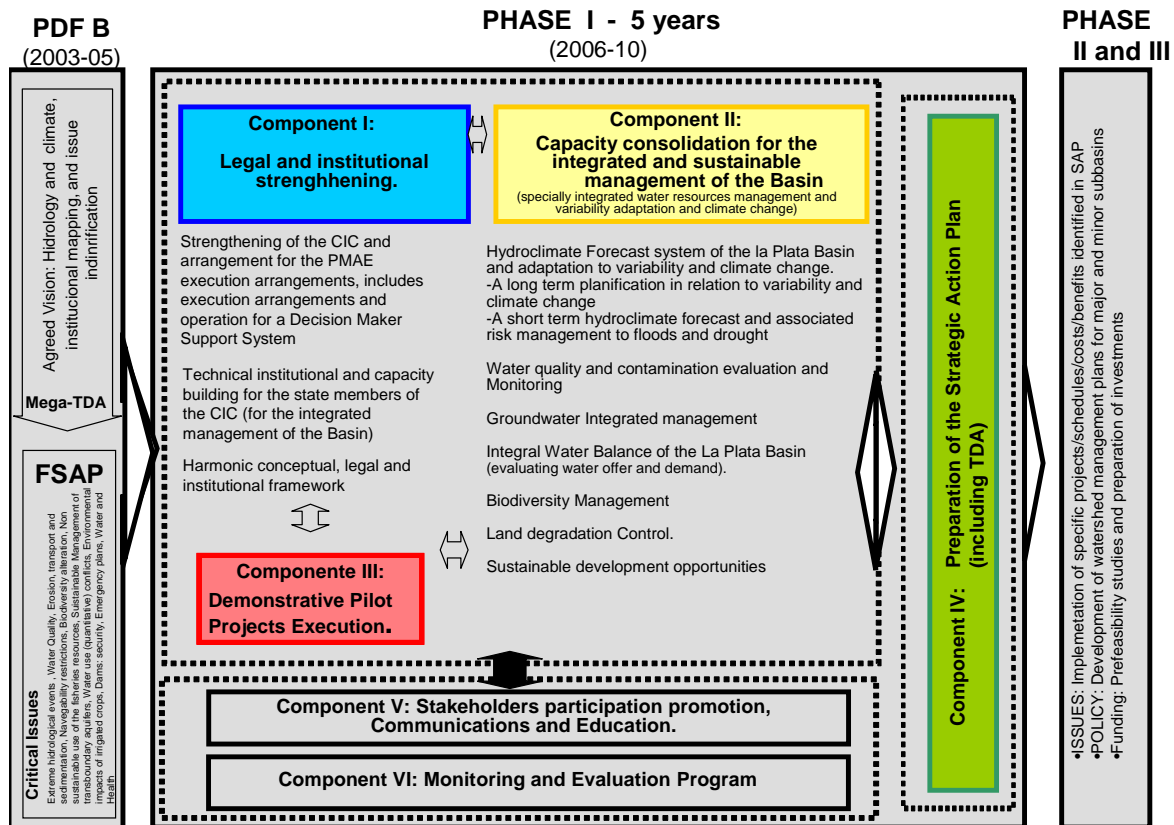 PDF B
(2003-05)
Agreed Vision: Hydrology and climate,
institucional mapping, and issue
indinrification
Mega-TDA
FSAP
Critical Issues
Extreme hidrological events , Water Quality, Erosion, transport and
sedimentation, Navegability restrictions, Biodiversity alteration, Non
sustainable use of the fisheries resources, Suistainable Management of
transboundary aquifers, Water use (quantitative) conflicts, Environmental
impacts of irrigated crops, Dams: security, Emergency plans, Water and
Health
PHASE I - 5 years
(2006-10)
Component I:
Legal and institutional
strenghhening.
Component II:
Capacity consolidation for the
integrated and sustainable
management of the Basin
(specially integrated water resources management and
variability adaptation and climate change)
Strengthening of the CIC and
arrangement for the PMAE
execution arrangements, includes
execution arrangements and
operation for a Decision Maker
Support System
Technical institutional and capacity
building for the state members of
the CIC (for the integrated
management of the Basin)
Harmonic conceptual, legal and
institutional framework
Hydroclimate Forecast system of the la Plata Basin
and adaptation to variability and climate change.
-A long term planification in relation to variability and
climate change
-A short term hydroclimate forecast and associated
risk management to floods and drought
Water quality and contamination evaluation and
Monitoring
Groundwater Integrated management
Integral Water Balance of the La Plata Basin
(evaluating water offer and demand).
Biodiversity Management
Land degradation Control.
Sustainable development opportunities
Componente III:
Demonstrative Pilot
Projects Execution.
Component V: Stakeholders participation promotion,
Communications and Education.
Component VI: Monitoring and Evaluation Program
Component IV: Preparation of the Strategic Action Plan
(including TDA)
PHASE
II and III
•ISSUES: Implemetation of specific projects/schedules/costs/benefits identified in SAP
•POLICY: Development of watershed management plans for major and minor subbasins
•Funding: Prefeasibility studies and preparation of investments